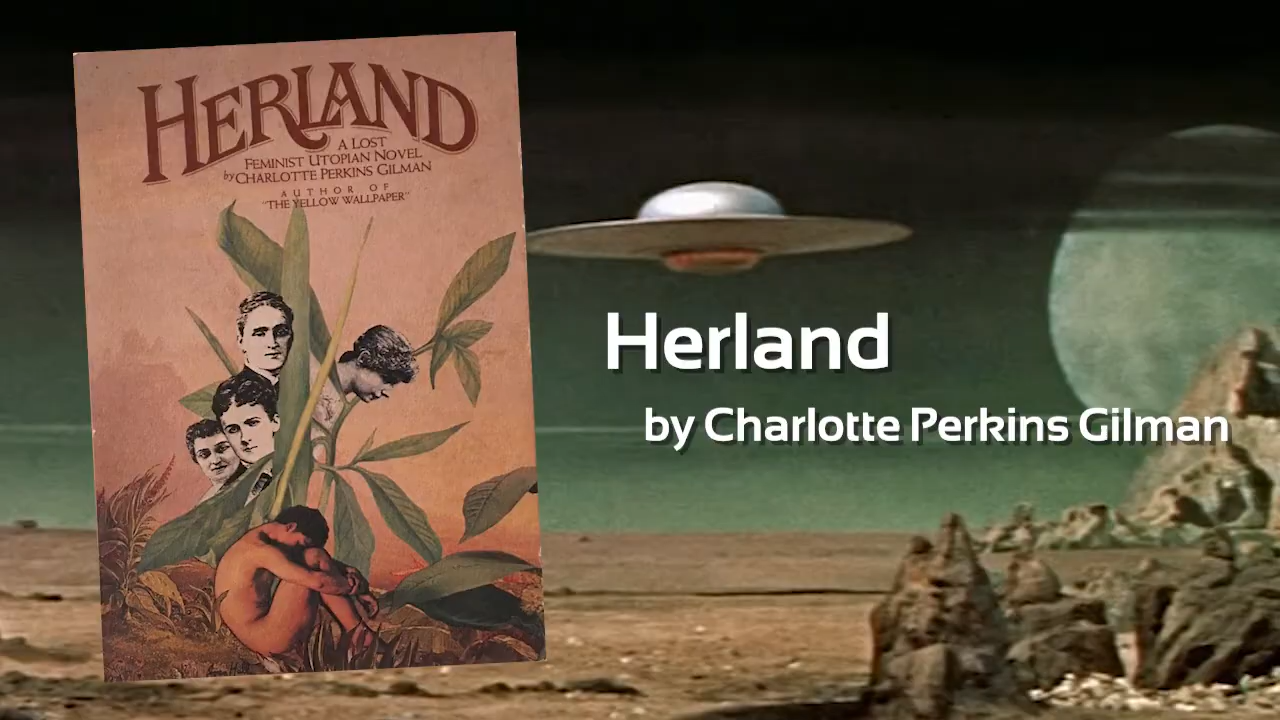 HERLAND
A LOST
FEMINIST UTOPIAN NOVEL
by CHARLOTTE PERKINS GILMAN
AUTHOR OF
"THE YELLOW WALLPAPER"
Herland
by Charlotte Perkins Gilman